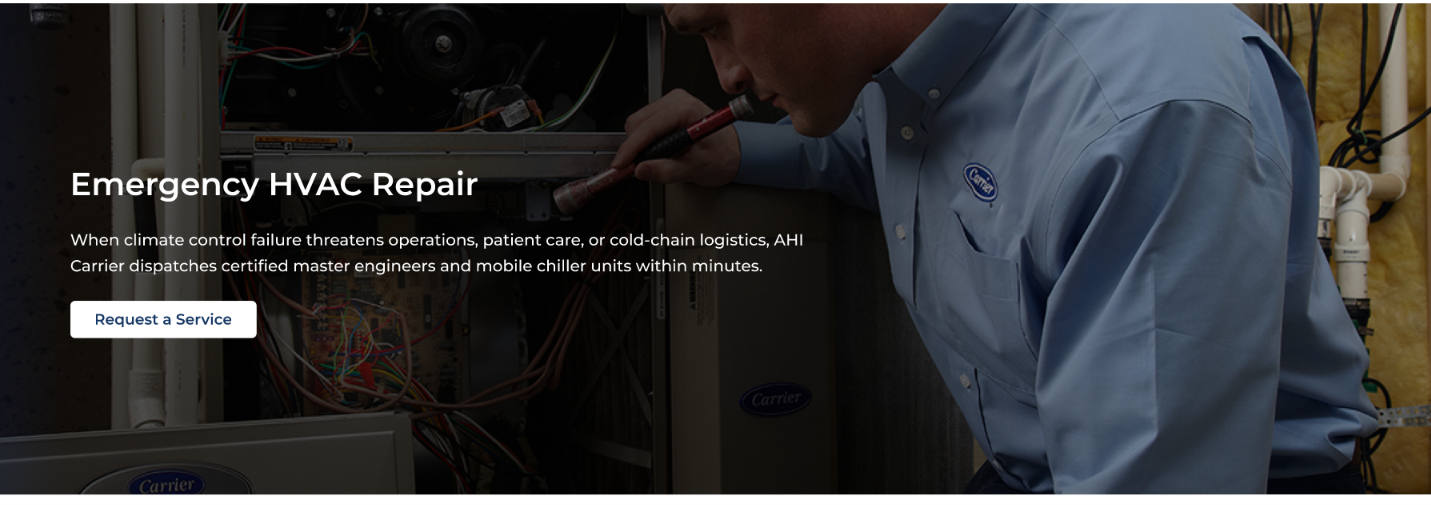 Emergency HVAC Repair
When climate control failure threatens operations, patient care, or cold-chain logistics, AHI
Carrier dispatches certified master engineers and mobile chiller units within minutes.
Request a Service
Carrier
Carrier
Carrier